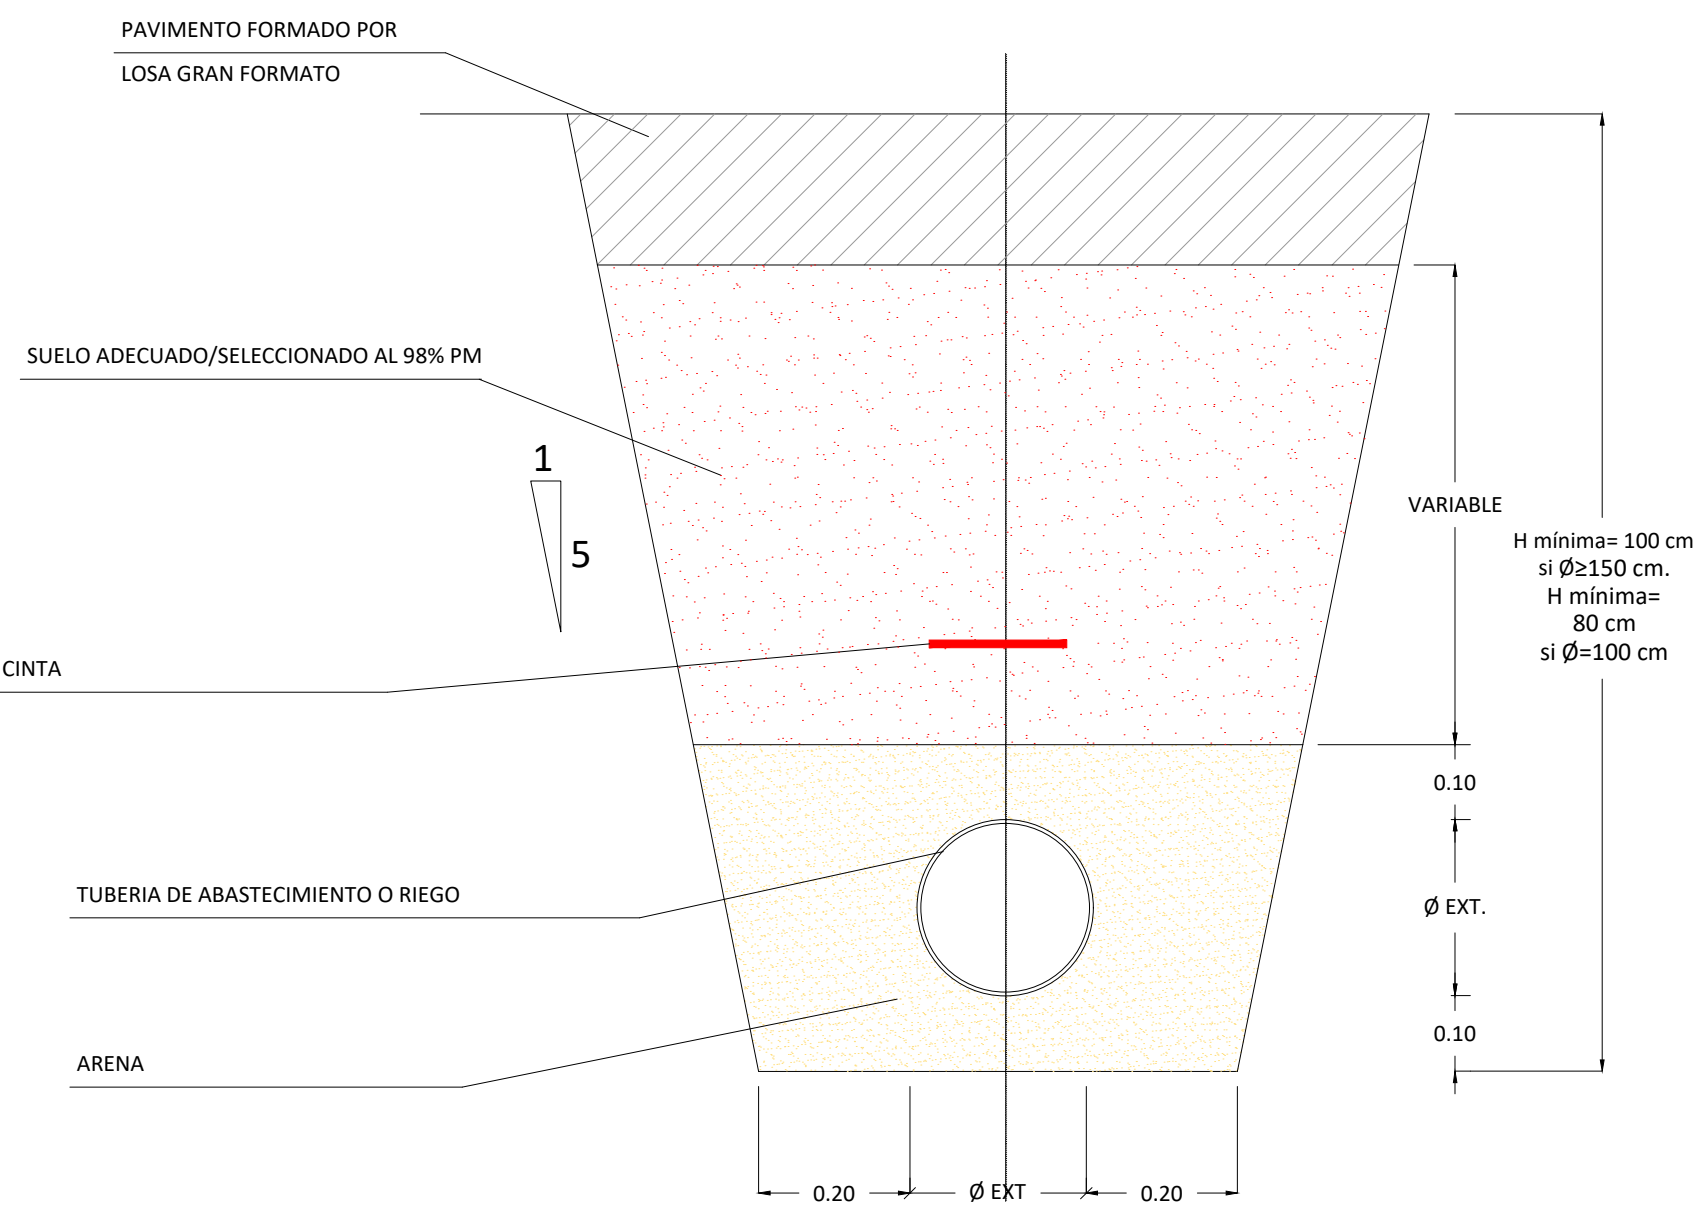 PAVIMENTO FORMADO POR
LOSA GRAN FORMATO
SUELO ADECUADO/SELECCIONADO AL 98% PM
1
5
VARIABLE
H mínima= 100 cm
si Ø≥150 cm.
H mínima=
80 cm
si Ø=100 cm
CINTA
0.10
TUBERIA DE ABASTECIMIENTO O RIEGO
Ø EXT.
0.10
ARENA
0.20
Ø EXT
0.20